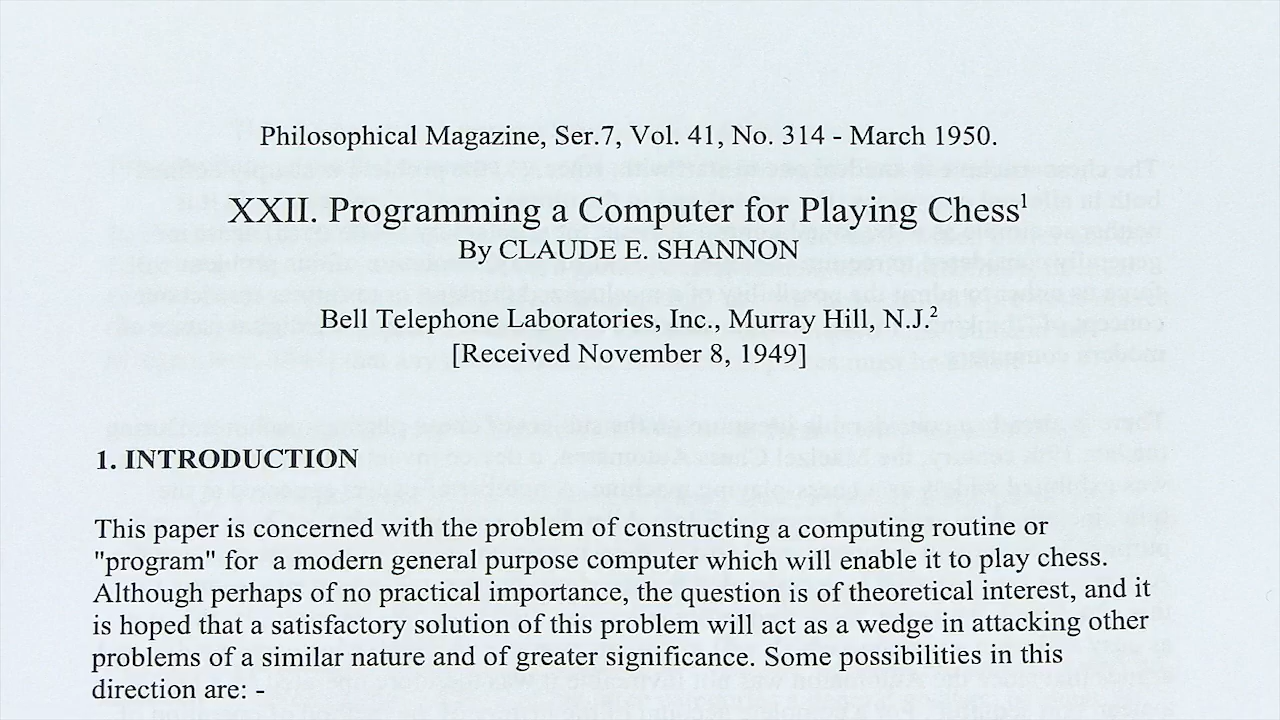 Philosophical Magazine, Ser.7, Vol. 41, No. 314 - March 1950.
XXII. Programming a Computer for Playing Chess1
By CLAUDE E. SHANNON
Bell Telephone Laboratories, Inc., Murray Hill, N.J.2
[Received November 8, 1949]
1. INTRODUCTION
This paper is concerned with the problem of constructing a computing routine or
"program" for a modern general purpose computer which will enable it to play chess.
Although perhaps of no practical importance, the question is of theoretical interest, and it
is hoped that a satisfactory solution of this problem will act as a wedge in attacking other
problems of a similar nature and of greater significance. Some possibilities in this
direction are: -